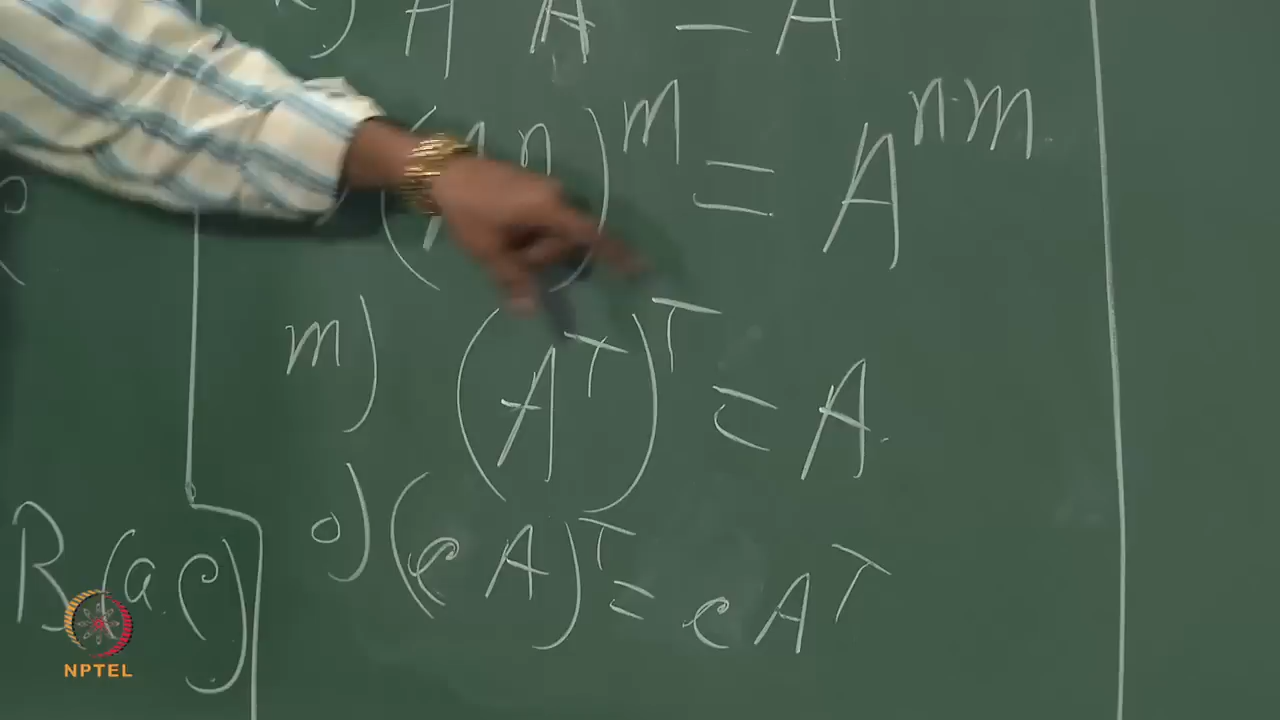 A A = A
( n)^m = A^{n·m}
m) (A^T)^T = A.
o) (cA)^T = cA^T
B (a c)
NPTEL